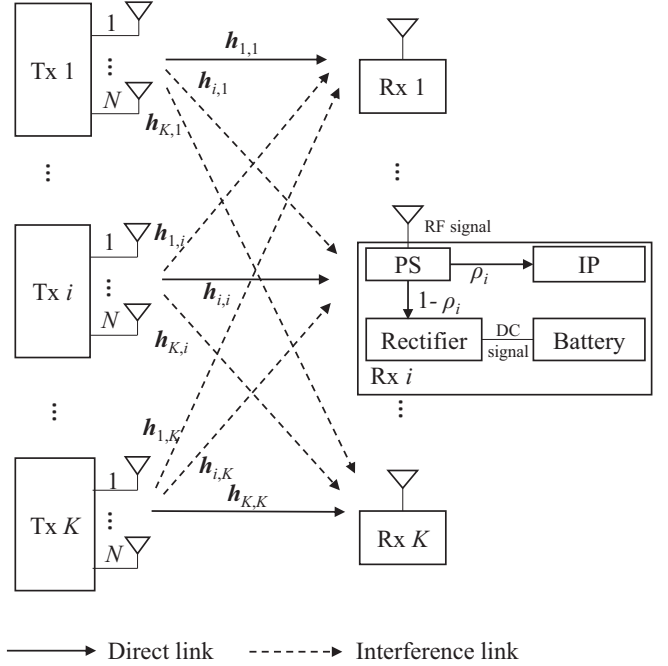 Tx 1
1
...
N
h1,1
hi,1
hK,1
Rx 1
...
...
Tx i
1
...
N
h1,i
hi,i
hK,i
RF signal
PS
ρi
IP
1- ρi
Rectifier
DC
signal
Battery
Rx i
...
...
Tx K
1
...
N
h1,K
hi,K
hK,K
Rx K
Direct link
Interference link